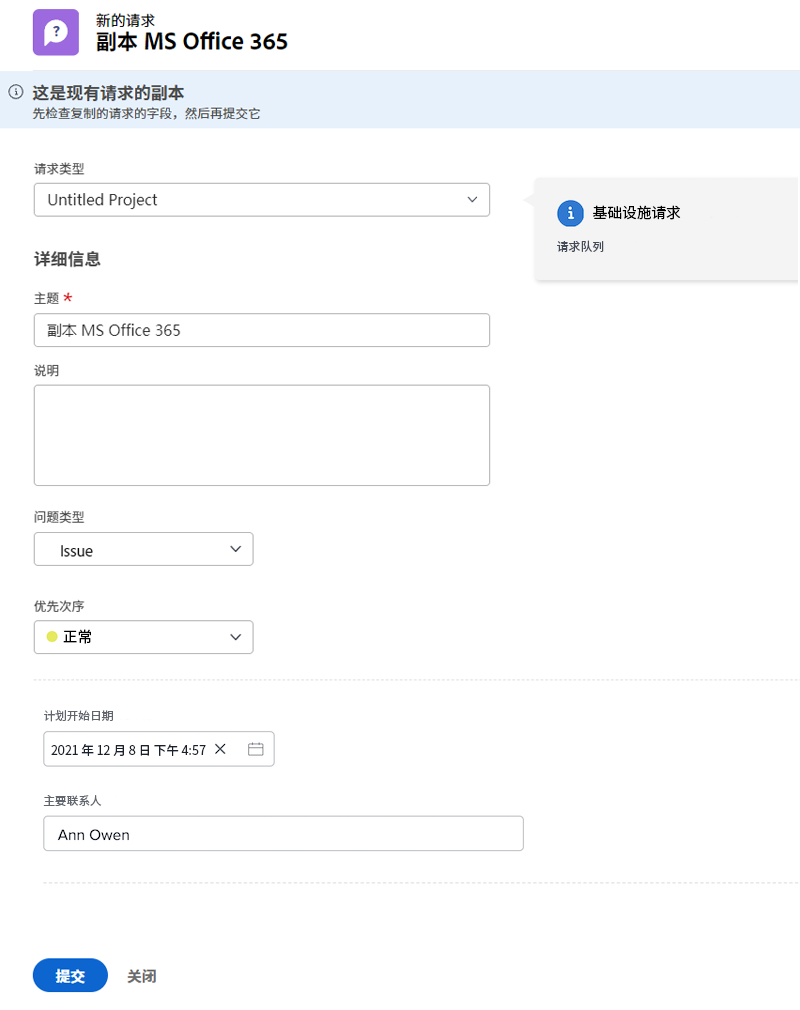 新的请求
副本 MS Office 365
这是现有请求的副本
先检查复制的请求的字段，然后再提交它
请求类型
Untitled Project
基础设施请求
请求队列
详细信息
主题 *
副本 MS Office 365
说明
问题类型
Issue
优先次序
正常
计划开始日期
2021 年 12 月 8 日 下午 4:57
主要联系人
Ann Owen
提交 关闭